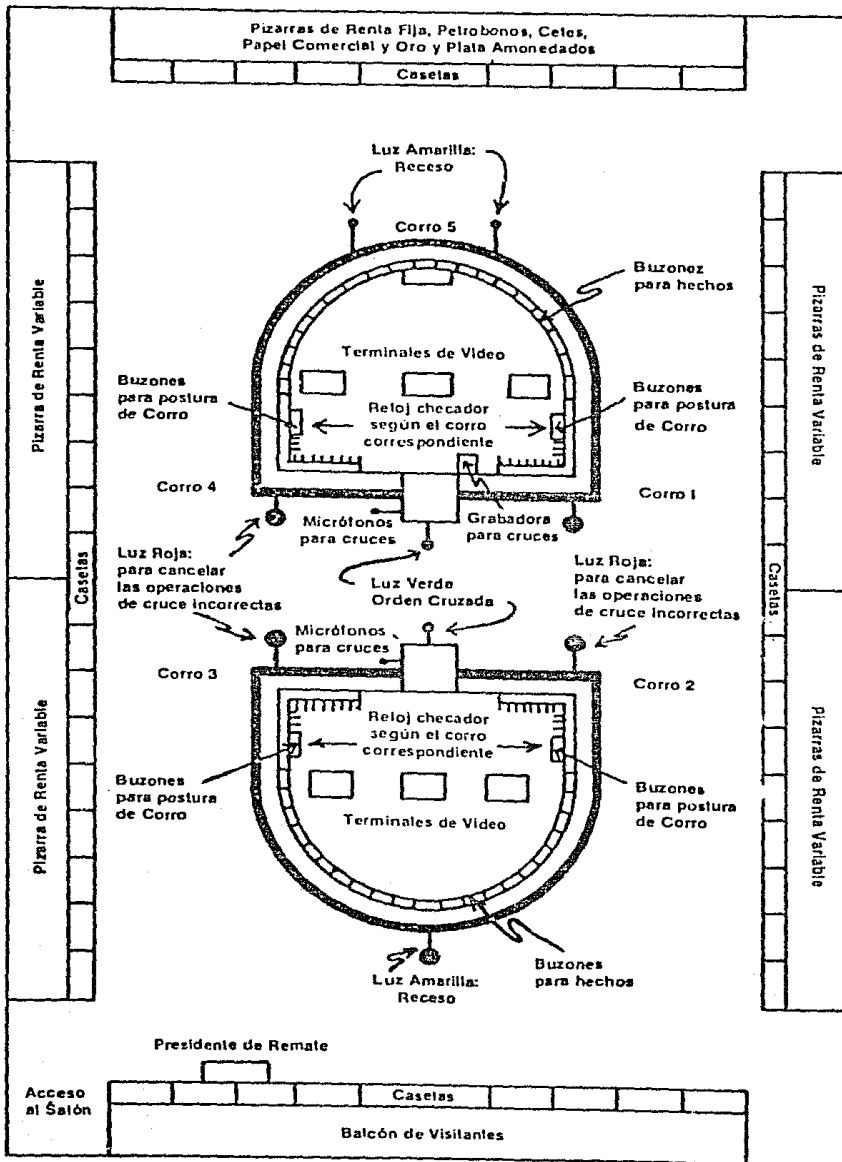 Pizarras de Renta Fija, Petrobonos, Cetes,
Papel Comercial y Oro y Plata Amonedados
Casetas
Luz Amarilla:
Receso
Corro 5
Buzonez
para hechos
Terminales de Video
Buzones
para postura
de Corro
Reloj checador
según el corro
correspondiente
Buzones
para postura
de Corro
Corro 4
Corro 1
Micrófonos
para cruces
Grabadora
para cruces
Luz Roja:
para cancelar
las operaciones
de cruce incorrectas
Luz Verda
Orden Cruzada
Luz Roja:
para cancelar
las operaciones
de cruce incorrectas
Micrófonos
para cruces
Corro 3
Corro 2
Reloj checador
según el corro
correspondiente
Buzones
para postura
de Corro
Buzones
para postura
de Corro
Terminales de Video
Buzones
para hechos
Luz Amarilla:
Receso
Pizarra de Renta Variable
Pizarra de Renta Variable
Casetas
Pizarras de Renta Variable
Pizarras de Renta Variable
Casetas
Presidente de Remate
Acceso
al Salón
Casetas
Balcón de Visitantes